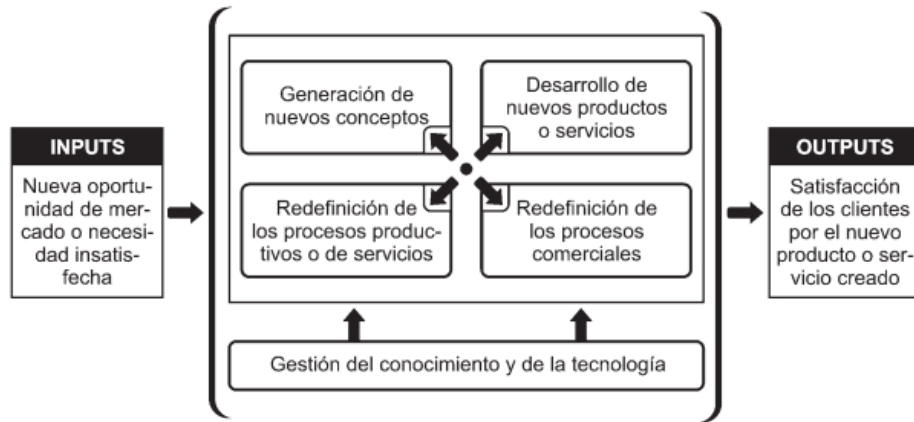 Generación de
nuevos conceptos
Desarrollo de
nuevos productos
o servicios
INPUTS
Nueva oportu-
nidad de mer-
cado o necesi-
dad insatis-
fecha
Redefinición de
los procesos produc-
tivos o de servicios
Redefinición de
los procesos
comerciales
OUTPUTS
Satisfacción
de los clientes
por el nuevo
producto o ser-
vicio creado
Gestión del conocimiento y de la tecnología